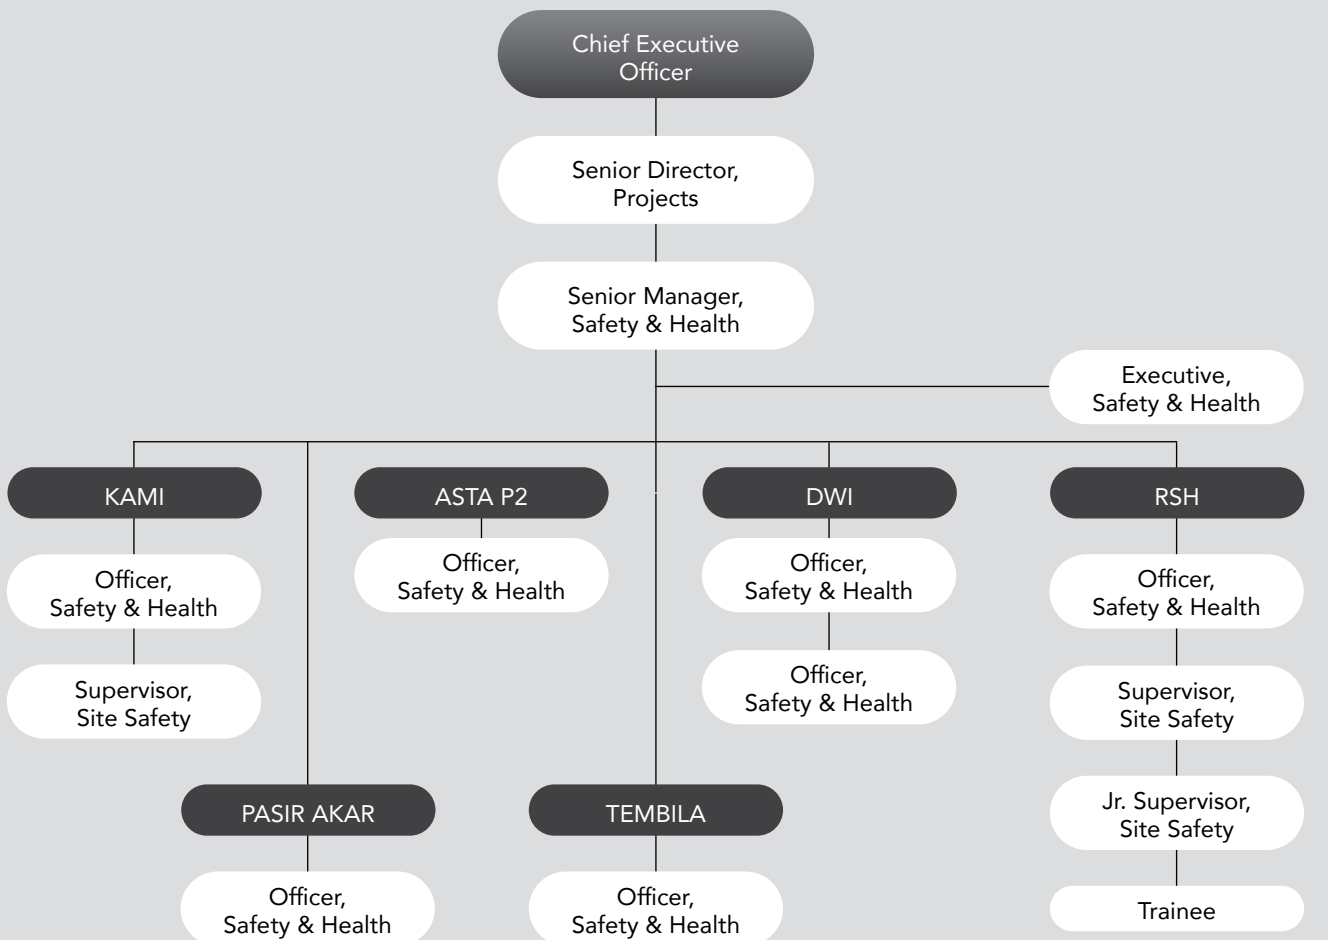 Chief Executive
Officer
Senior Director,
Projects
Senior Manager,
Safety & Health
Executive,
Safety & Health
KAMI
Officer,
Safety & Health
Supervisor,
Site Safety
PASIR AKAR
Officer,
Safety & Health
ASTA P2
Officer,
Safety & Health
TEMBILA
Officer,
Safety & Health
DWI
Officer,
Safety & Health
Officer,
Safety & Health
RSH
Officer,
Safety & Health
Supervisor,
Site Safety
Jr. Supervisor,
Site Safety
Trainee